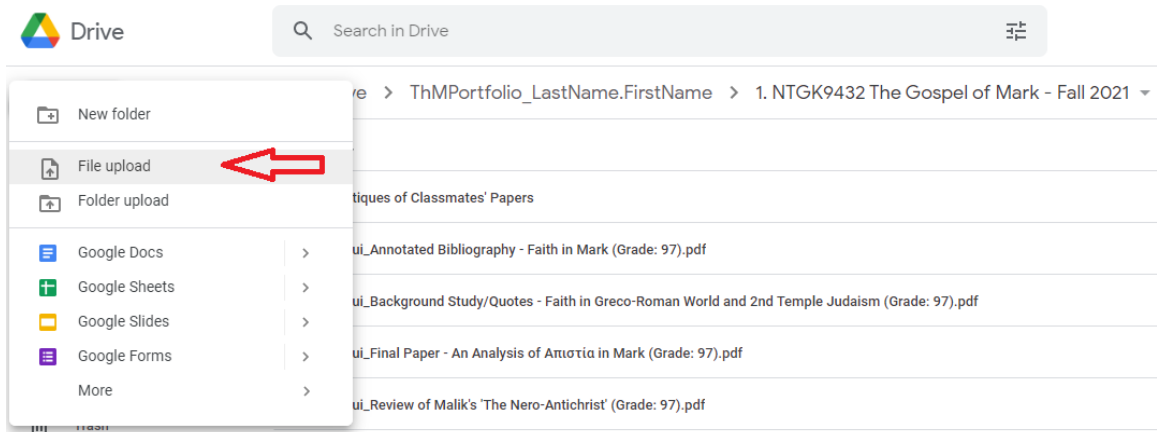 Drive
Search in Drive
ve > ThMPortfolio_LastName.FirstName > 1. NTGK9432 The Gospel of Mark - Fall 2021
New folder
File upload
Folder upload
tiques of Classmates' Papers
Google Docs
ui_Annotated Bibliography - Faith in Mark (Grade: 97).pdf
Google Sheets
ui_Background Study/Quotes - Faith in Greco-Roman World and 2nd Temple Judaism (Grade: 97).pdf
Google Slides
Google Forms
ui_Final Paper - An Analysis of Απιστία in Mark (Grade: 97).pdf
More
ui_Review of Malik's 'The Nero-Antichrist' (Grade: 97).pdf
Trash